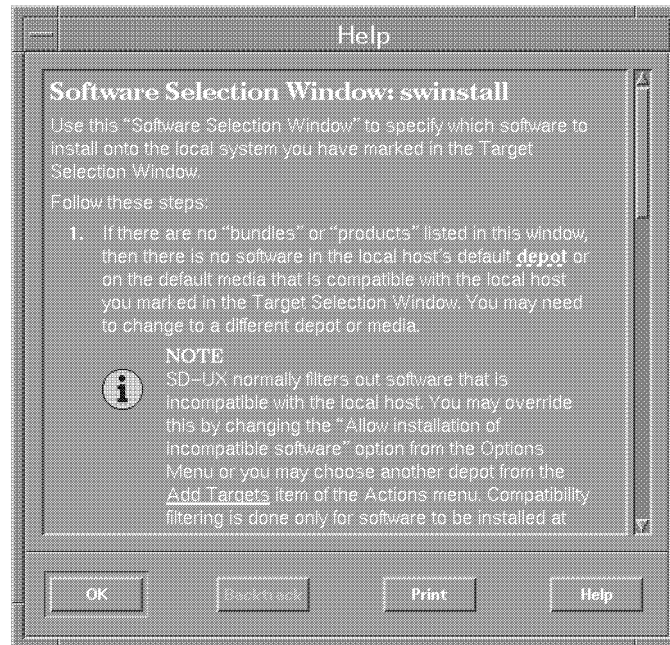 Help
Software Selection Window: swinstall
Use this “Software Selection Window” to specify which software to
install onto the local system you have marked in the Target
Selection Window.
Follow these steps:
1. If there are no “bundles” or “products” listed in this window,
then there is no software in the local host's default depot or
on the default media that is compatible with the local host
you marked in the Target Selection Window. You may need
to change to a different depot or media.
NOTE
SD-UX normally filters out software that is
incompatible with the local host. You may override
this by changing the “Allow installation of
incompatible software” option from the Options
Menu or you may choose another depot from the
Add Targets item of the Actions menu. Compatibility
filtering is done only for software to be installed at
OK
Backtrack
Print
Help